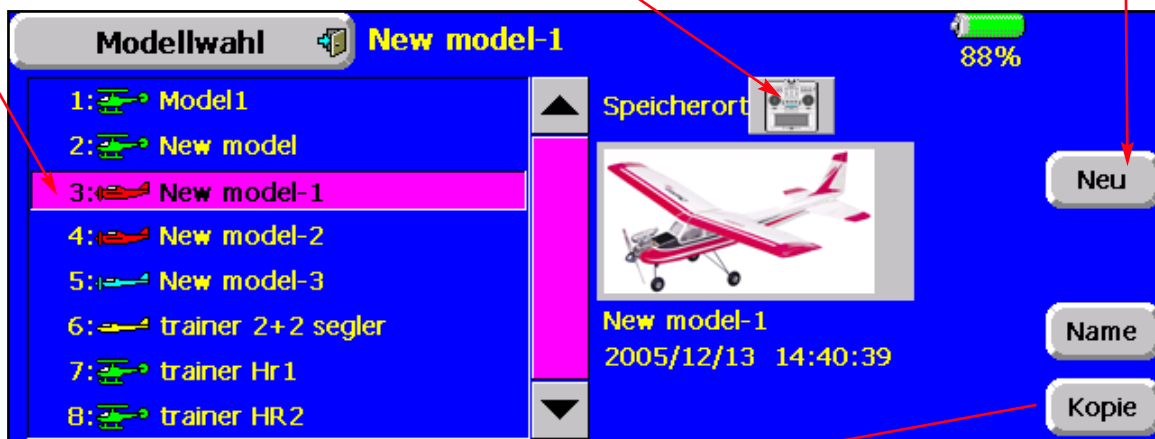 Modellwahl New model-1
88%
1: Model1
2: New model
3: New model-1
4: New model-2
5: New model-3
6: trainer 2+2 segler
7: trainer Hr1
8: trainer HR2
Speicherort
New model-1
2005/12/13 14:40:39
Neu
Name
Kopie